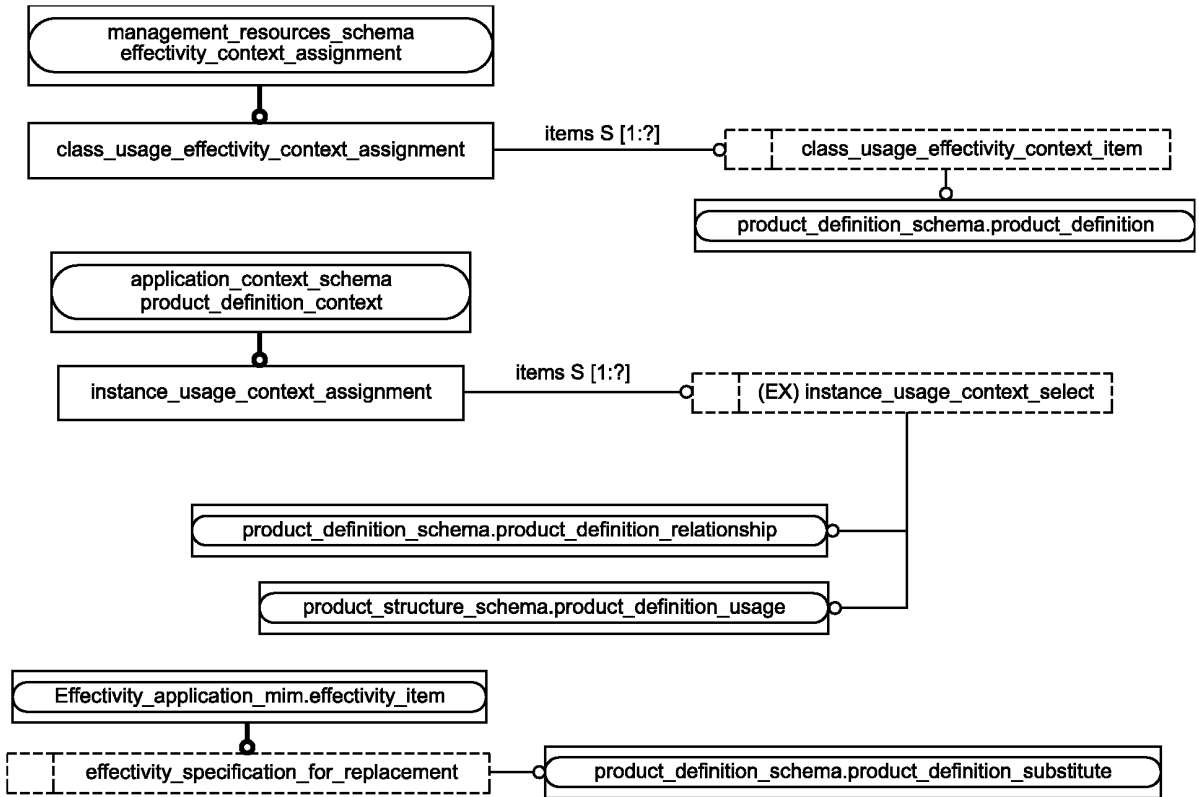 management_resources_schema
effectivity_context_assignment
class_usage_effectivity_context_assignment
items S [1:?]
class_usage_effectivity_context_item
product_definition_schema.product_definition
application_context_schema
product_definition_context
instance_usage_context_assignment
items S [1:?]
(EX) instance_usage_context_select
product_definition_schema.product_definition_relationship
product_structure_schema.product_definition_usage
Effectivity_application_mim.effectivity_item
effectivity_specification_for_replacement
product_definition_schema.product_definition_substitute